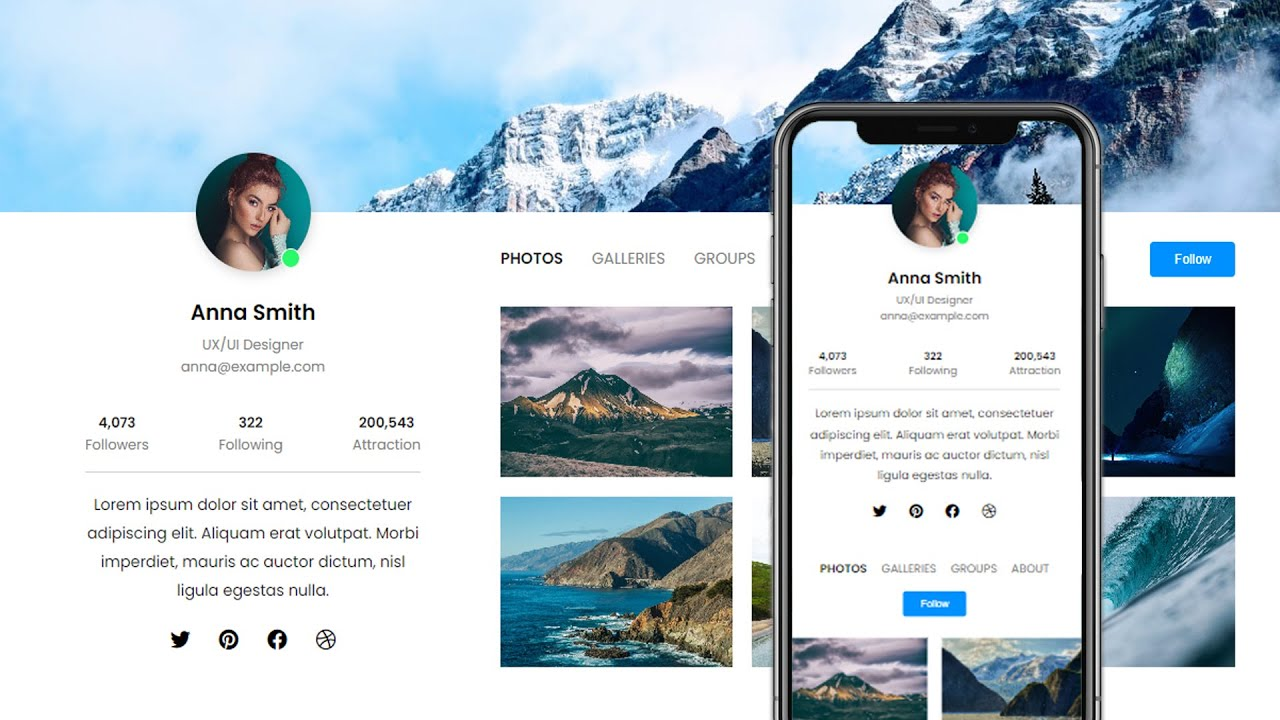 Anna Smith
UX/UI Designer
anna@example.com
4,073 322 200,543
Followers Following Attraction
Lorem ipsum dolor sit amet, consectetuer
adipiscing elit. Aliquam erat volutpat. Morbi
imperdiet, mauris ac auctor dictum, nisl
ligula egestas nulla.
PHOTOS GALLERIES GROUPS
Follow
Anna Smith
UX/UI Designer
anna@example.com
4,073 322 200,543
Followers Following Attraction
Lorem ipsum dolor sit amet, consectetuer
adipiscing elit. Aliquam erat volutpat. Morbi
imperdiet, mauris ac auctor dictum, nisl
ligula egestas nulla.
PHOTOS GALLERIES GROUPS ABOUT
Follow